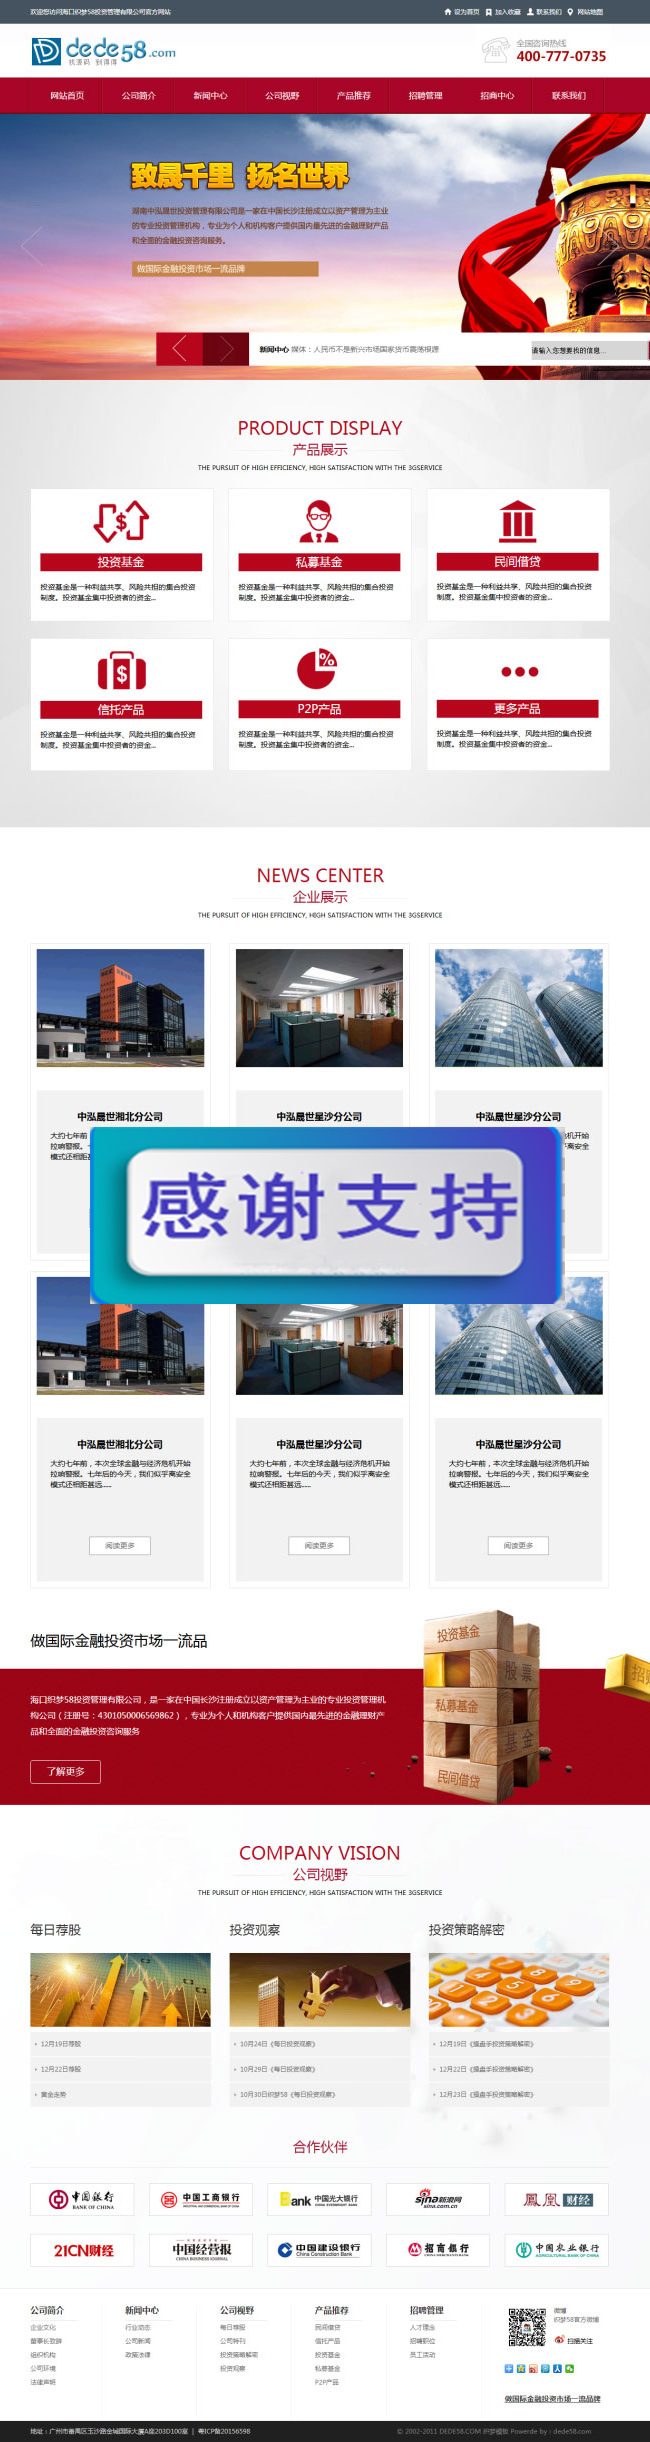 欢迎您访问海口织梦58投资管理有限公司官方网站
设为首页 加入收藏 联系我们 网站地图
dede58.com
找源码 别得得
全国咨询热线
400-777-0735
网站首页 公司简介 新闻中心 公司视野 产品推荐 招聘管理 招商中心 联系我们
致晟千里 扬名世界
湖南中泓晟世投资管理有限公司是一家在中国长沙注册成立以资产管理为主业
的专业投资管理机构，专业为个人和机构客户提供国内最先进的金融理财产品
和全面的金融投资咨询服务。
做国际金融投资市场一流品牌
新闻中心 媒体：人民币不是新兴市场国家货币震荡根源
请输入您想要找的信息...
PRODUCT DISPLAY
产品展示
THE PURSUIT OF HIGH EFFICIENCY, HIGH SATISFACTION WITH THE 3GSERVICE
投资基金
投资基金是一种利益共享、风险共担的集合投资
制度。投资基金集中投资者的资金...
私募基金
投资基金是一种利益共享、风险共担的集合投资
制度。投资基金集中投资者的资金...
民间借贷
投资基金是一种利益共享、风险共担的集合投资
制度。投资基金集中投资者的资金...
信托产品
投资基金是一种利益共享、风险共担的集合投资
制度。投资基金集中投资者的资金...
P2P产品
投资基金是一种利益共享、风险共担的集合投资
制度。投资基金集中投资者的资金...
更多产品
投资基金是一种利益共享、风险共担的集合投资
制度。投资基金集中投资者的资金...
NEWS CENTER
企业展示
THE PURSUIT OF HIGH EFFICIENCY, HIGH SATISFACTION WITH THE 3GSERVICE
中泓晟世湘北分公司
大约七年前
拉响警报。
模式还相距
中泓晟世星沙分公司
中泓晟世星沙分公司
机开始
离安全
感谢支持
中泓晟世湘北分公司
大约七年前，本次全球金融与经济危机开始
拉响警报。七年后的今天，我们似乎离安全
模式还相距甚远......
阅读更多
中泓晟世星沙分公司
大约七年前，本次全球金融与经济危机开始
拉响警报。七年后的今天，我们似乎离安全
模式还相距甚远......
阅读更多
中泓晟世星沙分公司
大约七年前，本次全球金融与经济危机开始
拉响警报。七年后的今天，我们似乎离安全
模式还相距甚远......
阅读更多
做国际金融投资市场一流品
海口织梦58投资管理有限公司，是一家在中国长沙注册成立以资产管理为主业的专业投资管理机
构公司（注册号：4301050006569862），专业为个人和机构客户提供国内最先进的金融理财产
品和全面的金融投资咨询服务
了解更多
投资基金
股票
私募基金
基金
民间借贷
招
COMPANY VISION
公司视野
THE PURSUIT OF HIGH EFFICIENCY, HIGH SATISFACTION WITH THE 3GSERVICE
每日荐股
12月19日荐股
12月22日荐股
黄金走势
投资观察
10月24日《每日投资观察》
10月29日《每日投资观察》
10月30日织梦58《每日投资观察》
投资策略解密
12月19日《操盘手投资策略解密》
12月22日《操盘手投资策略解密》
12月23日《操盘手投资策略解密》
合作伙伴
中国银行 BANK OF CHINA
中国工商银行
Bank 中国光大银行 CHINA EVERBRIGHT BANK
sina新浪网 sina.com.cn
鳳凰财经
21CN财经
中国经营报 CHINA BUSINESS JOURNAL
中国建设银行 China Construction Bank
招商银行 CHINA MERCHANTS BANK
中国农业银行 AGRICULTURAL BANK OF CHINA
公司简介
企业文化
董事长致辞
组织机构
公司环境
法律声明
新闻中心
行业动态
公司新闻
政策法律
公司视野
每日荐股
公司特刊
投资策略解密
投资观察
产品推荐
民间借贷
信托产品
投资基金
私募基金
P2P产品
招聘管理
人才理念
招聘职位
员工活动
微博
织梦58官方微博
扫描关注
做国际金融投资市场一流品牌
地址：广州市番禺区玉沙路金城国际大厦A座203D100室 | 粤ICP备20156598
© 2002-2011 DEDE58.COM 织梦模板 Powerde by：dede58.com